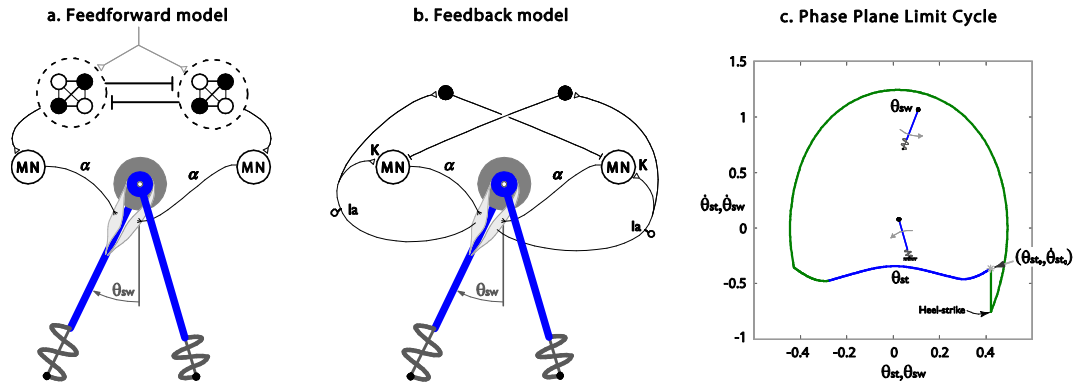 a. Feedforward model
MN
MN
α
α
θsw
b. Feedback model
K
MN
MN
K
α
α
Ia
Ia
θsw
c. Phase Plane Limit Cycle
1.5
1
0.5
0
-0.5
-1
θ̇st,θ̇sw
θsw
θst
(θst₀,θ̇st₀)
Heel-strike
-0.4 -0.2 0 0.2 0.4
θst,θsw